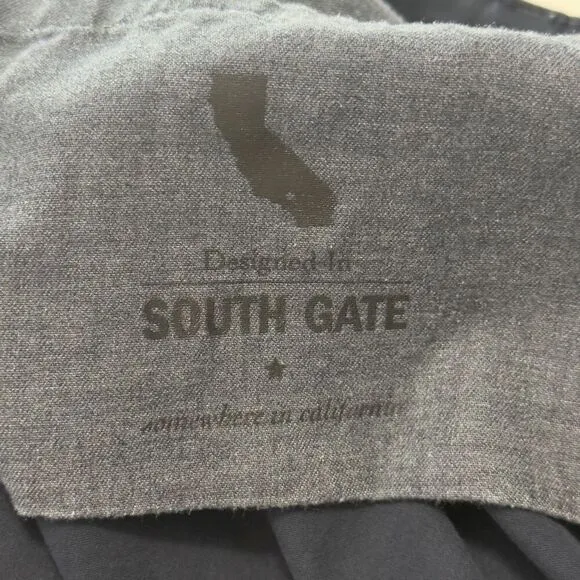 Designed In
SOUTH GATE
somewhere in california